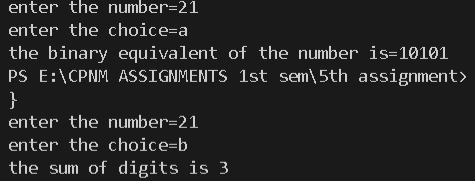 enter the number=21
enter the choice=a
the binary equivalent of the number is=10101
PS E:\CPNM ASSIGNMENTS 1st sem\5th assignment>
}
enter the number=21
enter the choice=b
the sum of digits is 3